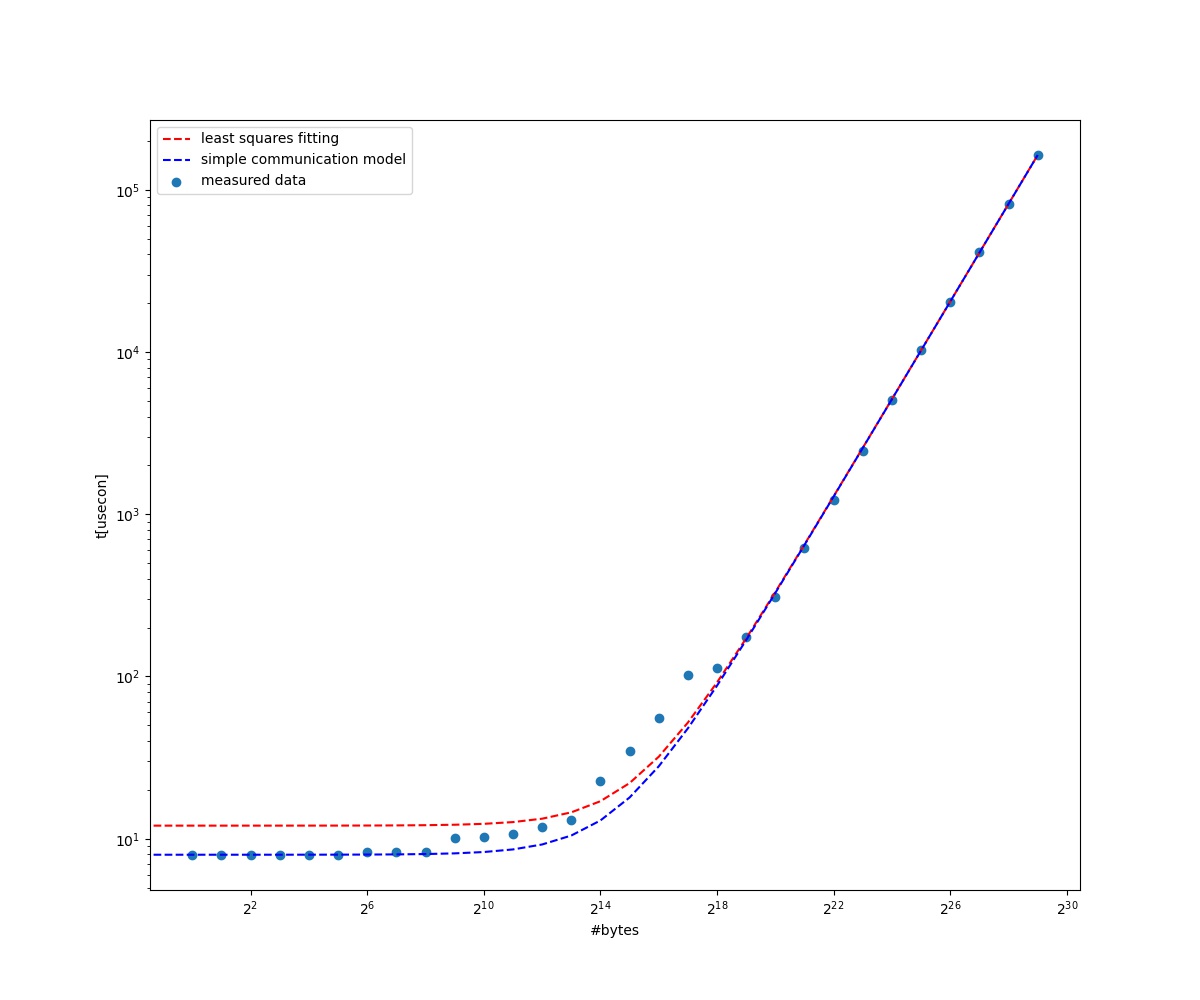 least squares fitting
simple communication model
measured data
10⁵
10⁴
10³
10²
10¹
t[usecon]
2² 2⁶ 2¹⁰ 2¹⁴ 2¹⁸ 2²² 2²⁶ 2³⁰
#bytes